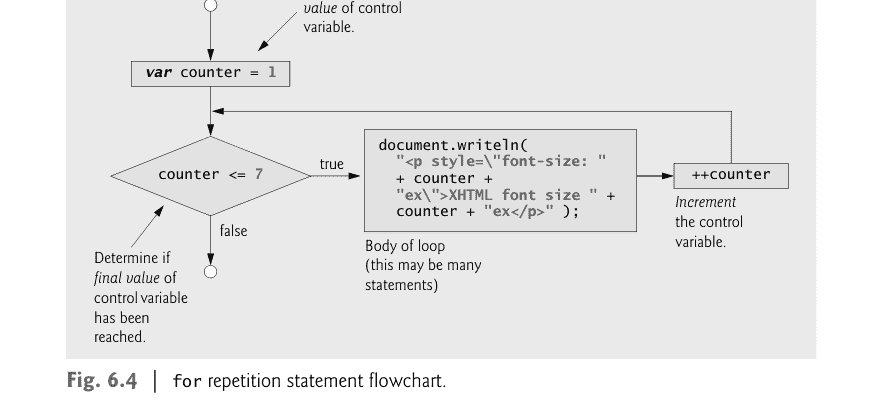 value of control
variable.
var counter = 1
counter <= 7
true
document.writeln(
"<p style=\"font-size: "
+ counter +
"ex\">XHTML font size " +
counter + "ex</p>" );
++counter
Increment
the control
variable.
false
Body of loop
(this may be many
statements)
Determine if
final value of
control variable
has been
reached.
Fig. 6.4 | for repetition statement flowchart.